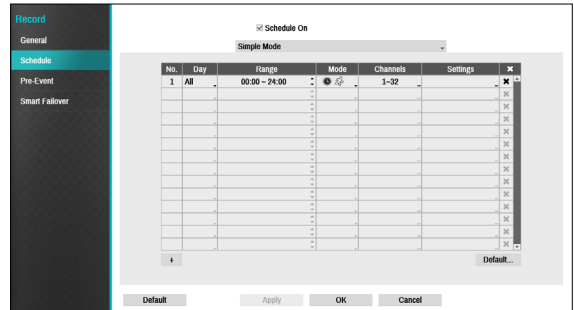 Record
General
Schedule
Pre-Event
Smart Failover
Schedule On
Simple Mode
No. Day Range Mode Channels Settings
1 All 00:00 ~ 24:00 1~32
Default...
Default Apply OK Cancel